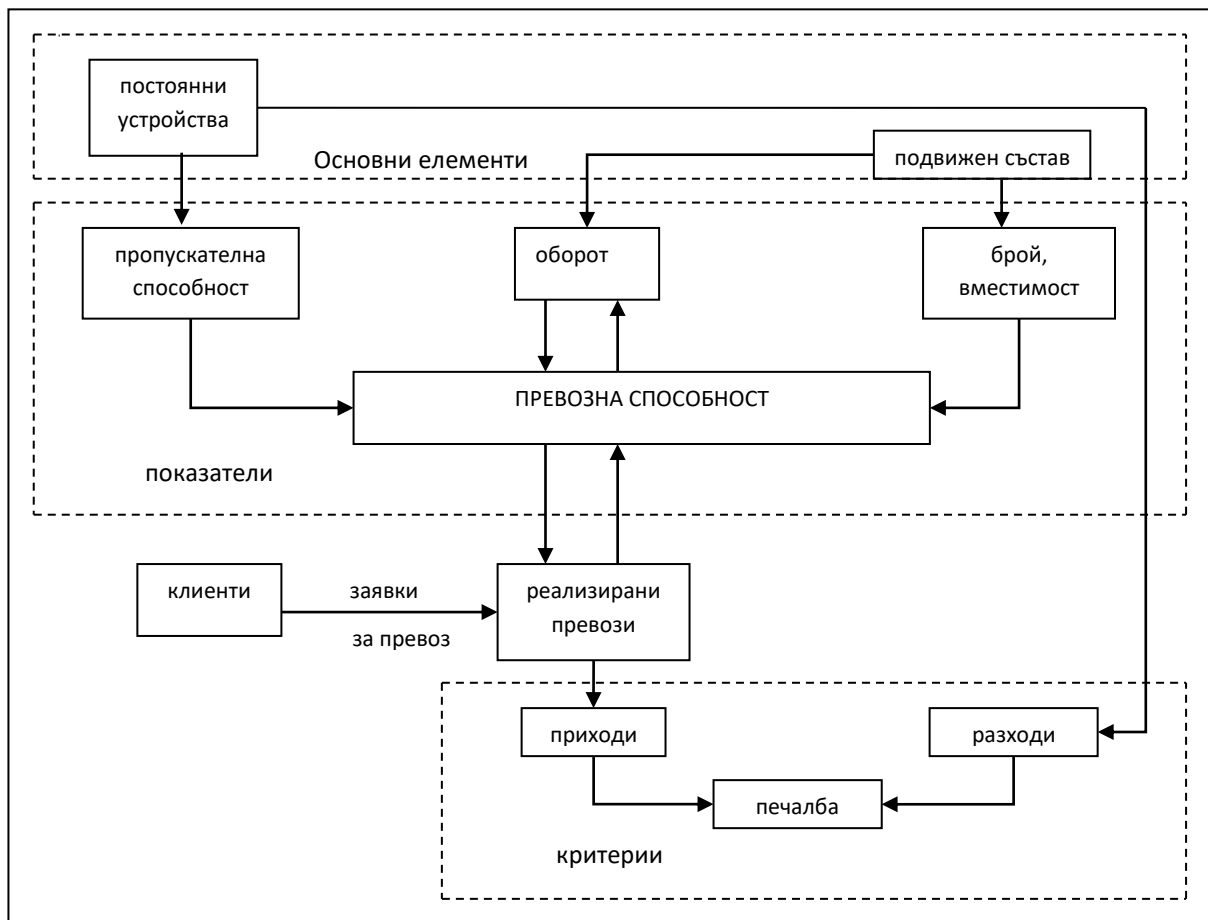 постоянни
устройства
Основни елементи
подвижен състав
пропускателна
способност
оборот
брой,
вместимост
ПРЕВОЗНА СПОСОБНОСТ
показатели
клиенти
заявки
за превоз
реализирани
превози
приходи
разходи
печалба
критерии